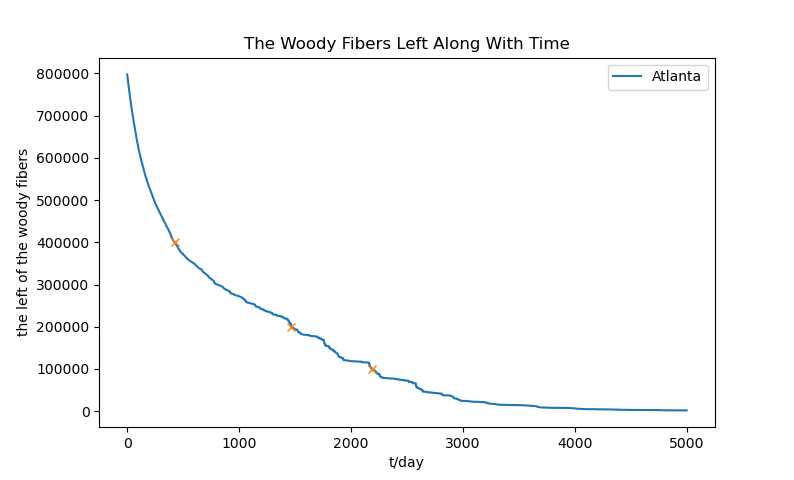 The Woody Fibers Left Along With Time
Atlanta
the left of the woody fibers
800000
700000
600000
500000
400000
300000
200000
100000
0
0 1000 2000 3000 4000 5000
t/day